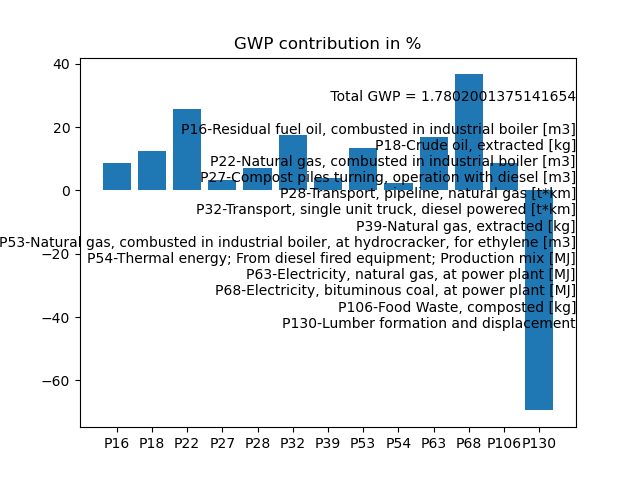 GWP contribution in %
40
20
0
−20
−40
−60
Total GWP = 1.7802001375141654
P16-Residual fuel oil, combusted in industrial boiler [m3]
P18-Crude oil, extracted [kg]
P22-Natural gas, combusted in industrial boiler [m3]
P27-Compost piles turning, operation with diesel [m3]
P28-Transport, pipeline, natural gas [t*km]
P32-Transport, single unit truck, diesel powered [t*km]
P39-Natural gas, extracted [kg]
P53-Natural gas, combusted in industrial boiler, at hydrocracker, for ethylene [m3]
P54-Thermal energy; From diesel fired equipment; Production mix [MJ]
P63-Electricity, natural gas, at power plant [MJ]
P68-Electricity, bituminous coal, at power plant [MJ]
P106-Food Waste, composted [kg]
P130-Lumber formation and displacement
P16 P18 P22 P27 P28 P32 P39 P53 P54 P63 P68 P106 P130